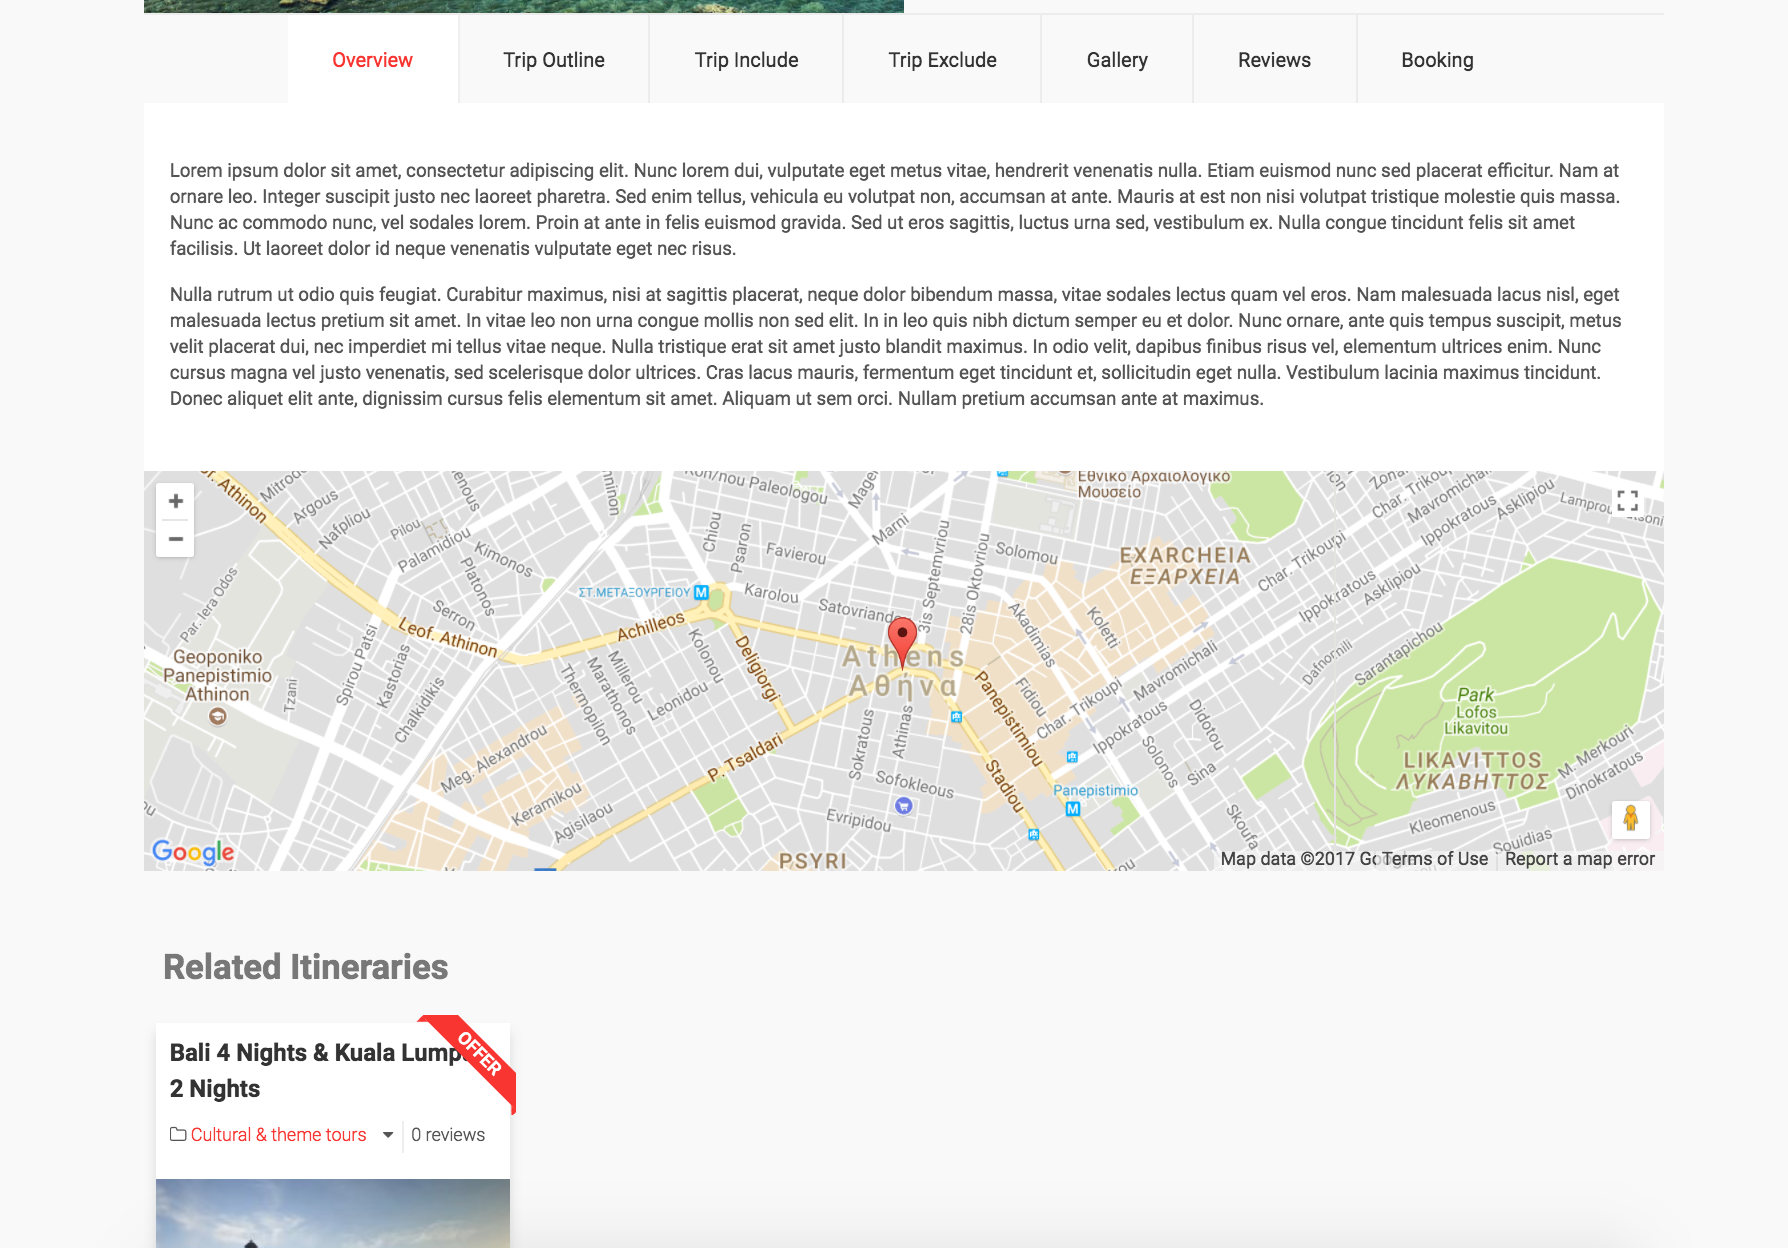 Overview
Trip Outline
Trip Include
Trip Exclude
Gallery
Reviews
Booking
Lorem ipsum dolor sit amet, consectetur adipiscing elit. Nunc lorem dui, vulputate eget metus vitae, hendrerit venenatis nulla. Etiam euismod nunc sed placerat efficitur. Nam at
ornare leo. Integer suscipit justo nec laoreet pharetra. Sed enim tellus, vehicula eu volutpat non, accumsan at ante. Mauris at est non nisi volutpat tristique molestie quis massa.
Nunc ac commodo nunc, vel sodales lorem. Proin at ante in felis euismod gravida. Sed ut eros sagittis, luctus urna sed, vestibulum ex. Nulla congue tincidunt felis sit amet
facilisis. Ut laoreet dolor id neque venenatis vulputate eget nec risus.
Nulla rutrum ut odio quis feugiat. Curabitur maximus, nisi at sagittis placerat, neque dolor bibendum massa, vitae sodales lectus quam vel eros. Nam malesuada lacus nisl, eget
malesuada lectus pretium sit amet. In vitae leo non urna congue mollis non sed elit. In in leo quis nibh dictum semper eu et dolor. Nunc ornare, ante quis tempus suscipit, metus
velit placerat dui, nec imperdiet mi tellus vitae neque. Nulla tristique erat sit amet justo blandit maximus. In odio velit, dapibus finibus risus vel, elementum ultrices enim. Nunc
cursus magna vel justo venenatis, sed scelerisque dolor ultrices. Cras lacus mauris, fermentum eget tincidunt et, sollicitudin eget nulla. Vestibulum lacinia maximus tincidunt.
Donec aliquet elit ante, dignissim cursus felis elementum sit amet. Aliquam ut sem orci. Nullam pretium accumsan ante at maximus.
Athinon
Argous
Nafpliou
Pilou
Palamidiou
Kimonos
Platonos
Serron
Par. Iera Odos
Leof. Athinon
Spirou Patsi
Kastorias
Chalkidikis
Tzani
Geoponiko
Panepistimio
Athinon
ΣΤ.ΜΕΤΑΞΟΥΡΓΕΙΟΥ
Achilleos
Kolonou
Deligiorgi
Milerou
Marathonos
Thermopilon
Leonidou
Meg. Alexandrou
Keramikou
Agisilaou
P. Tsaldari
Chiou
Psaron
Favierou
Karolou
Paleologou
Marni
Solomou
3is Septemvriou
28is Oktovriou
Εθνικό Αρχαιολογικό
Μουσείο
EXARCHEIA
ΕΞΑΡΧΕΙΑ
Athens
Αθήνα
Akadimias
Koletti
Fidiou
Panepistimiou
Stadiou
Sokratous
Athinas
Sofokleous
Evripidou
PSYRI
Panepistimio
Char. Trikoupi
Mavromichali
Ippokratous
Didotou
Solonos
Sina
Skoufa
Char. Trikoupi
Ippokratous
Asklipiou
Char. Trikoupi
Mavromichali
Ippokratous
Asklipiou
Dafnomili
Sarantapichou
Park
Lofos
Likavitou
LIKAVITTOS
ΛΥΚΑΒΗΤΤΟΣ
M. Merkouri
Dinokratous
Kleomenous
Souidias
Google
Map data ©2017 Terms of Use Report a map error
Related Itineraries
OFFER
Bali 4 Nights & Kuala
2 Nights
Cultural & theme tours
0 reviews